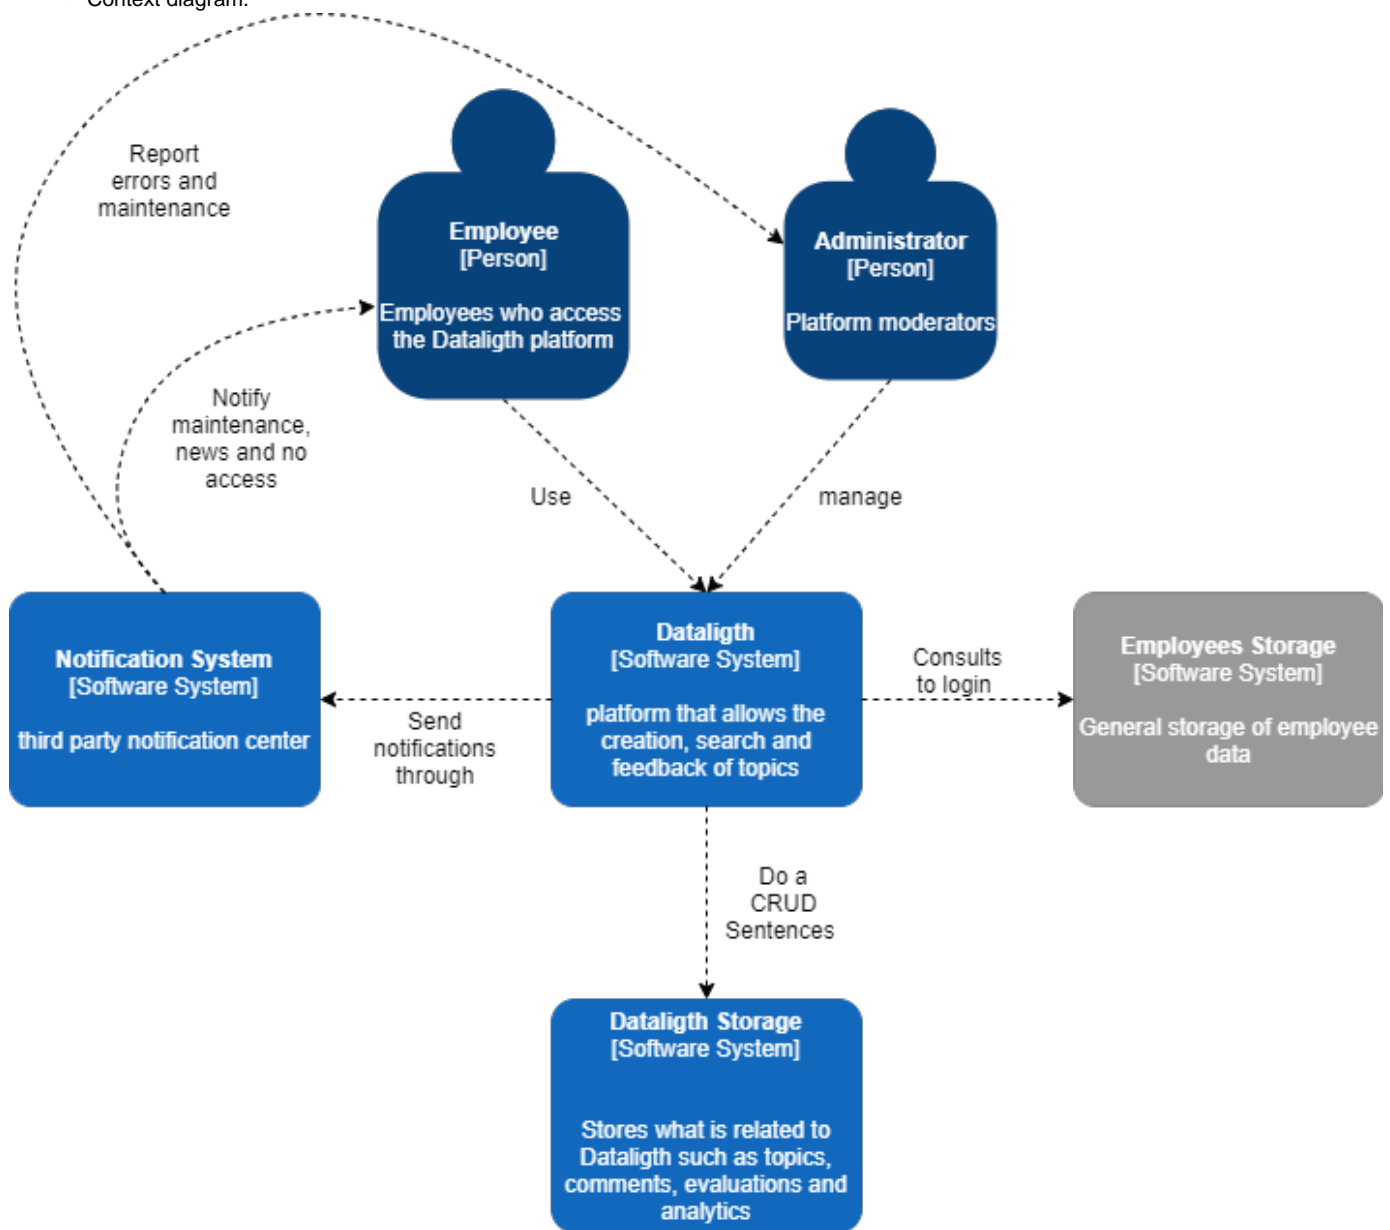 Context diagram:
Report
errors and
maintenance
Employee
[Person]
Employees who access
the Dataligth platform
Administrator
[Person]
Platform moderators
Notify
maintenance,
news and no
access
Use
manage
Notification System
[Software System]
third party notification center
Send
notifications
through
Dataligth
[Software System]
platform that allows the
creation, search and
feedback of topics
Consults
to login
Employees Storage
[Software System]
General storage of employee
data
Do a
CRUD
Sentences
Dataligth Storage
[Software System]
Stores what is related to
Dataligth such as topics,
comments, evaluations and
analytics